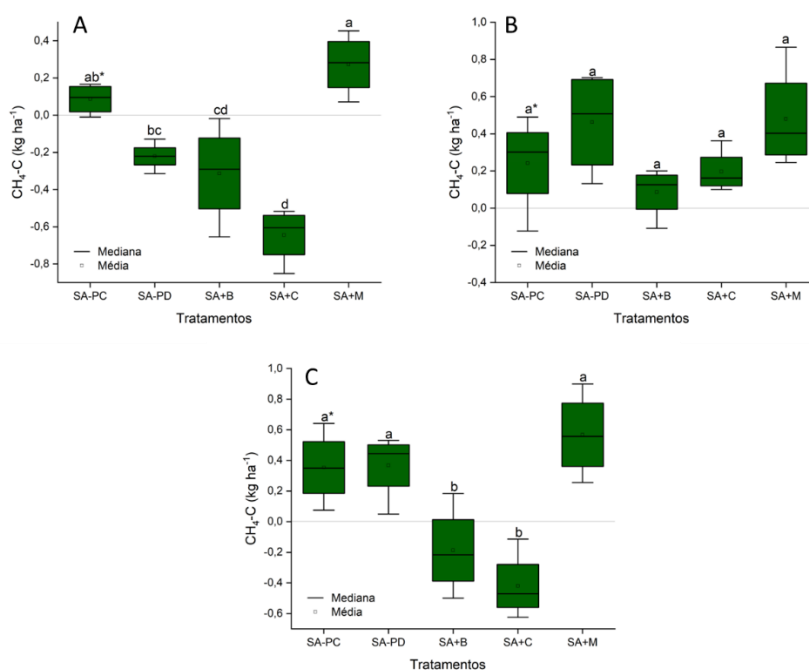 A
CH₄-C (kg ha⁻¹)
0,4
0,2
0,0
-0,2
-0,4
-0,6
-0,8
ab*
bc
cd
d
a
Mediana
Média
SA-PC SA-PD SA+B SA+C SA+M
Tratamentos
B
CH₄-C (kg ha⁻¹)
1,0
0,8
0,6
0,4
0,2
0,0
-0,2
-0,4
a*
a
a
a
a
Mediana
Média
SA-PC SA-PD SA+B SA+C SA+M
Tratamentos
C
CH₄-C (kg ha⁻¹)
1,0
0,8
0,6
0,4
0,2
0,0
-0,2
-0,4
-0,6
a*
a
b
b
a
Mediana
Média
SA-PC SA-PD SA+B SA+C SA+M
Tratamentos